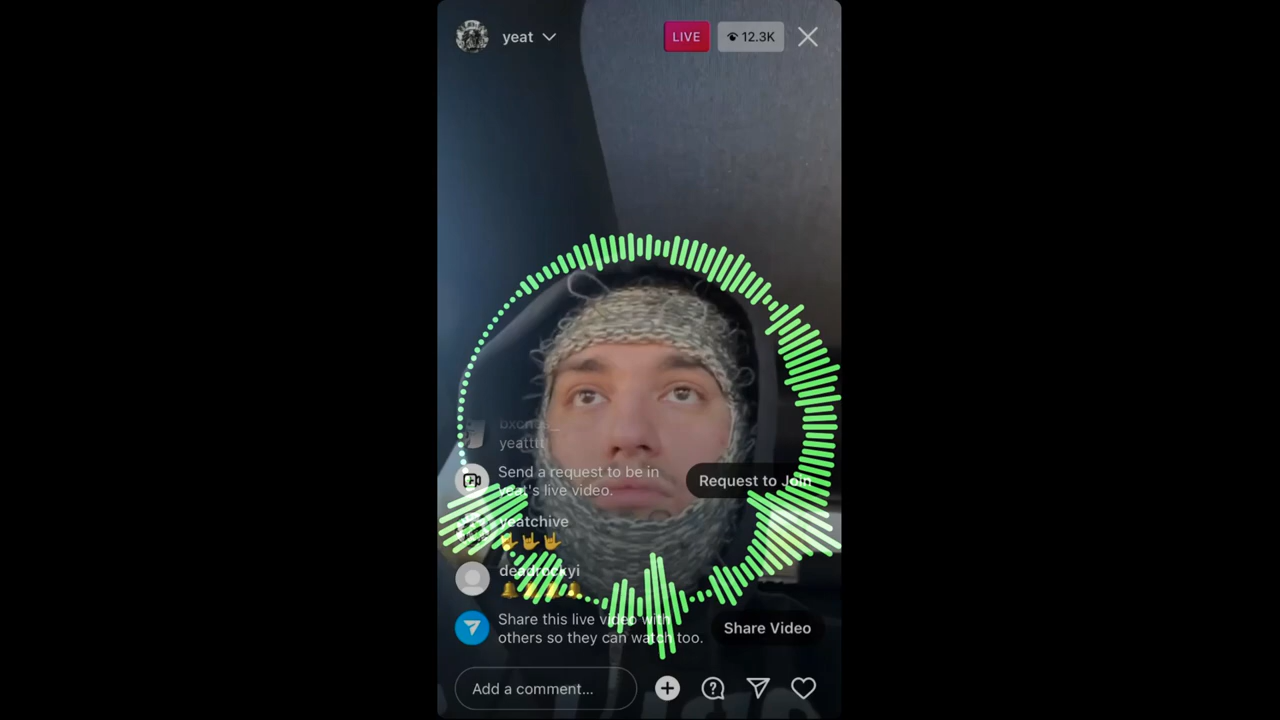 yeat
LIVE
12.3K
yeatttt
Send a request to be in
yeat's live video.
Request to Join
yeatchive
🤟🤟🤟
deadrockyi
🔔🔔🔔🔔
Share this live video with
others so they can watch too.
Share Video
Add a comment...